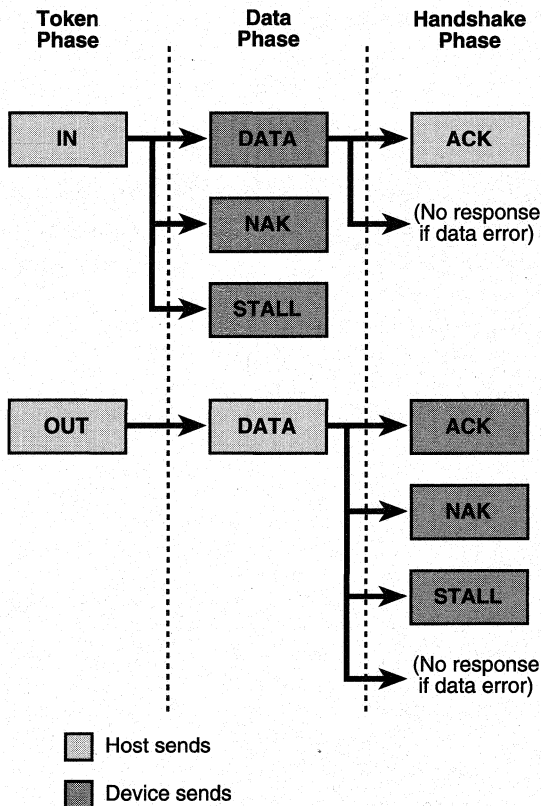 Token
Phase
Data
Phase
Handshake
Phase
IN
DATA
ACK
NAK
(No response
if data error)
STALL
OUT
DATA
ACK
NAK
STALL
(No response
if data error)
Host sends
Device sends